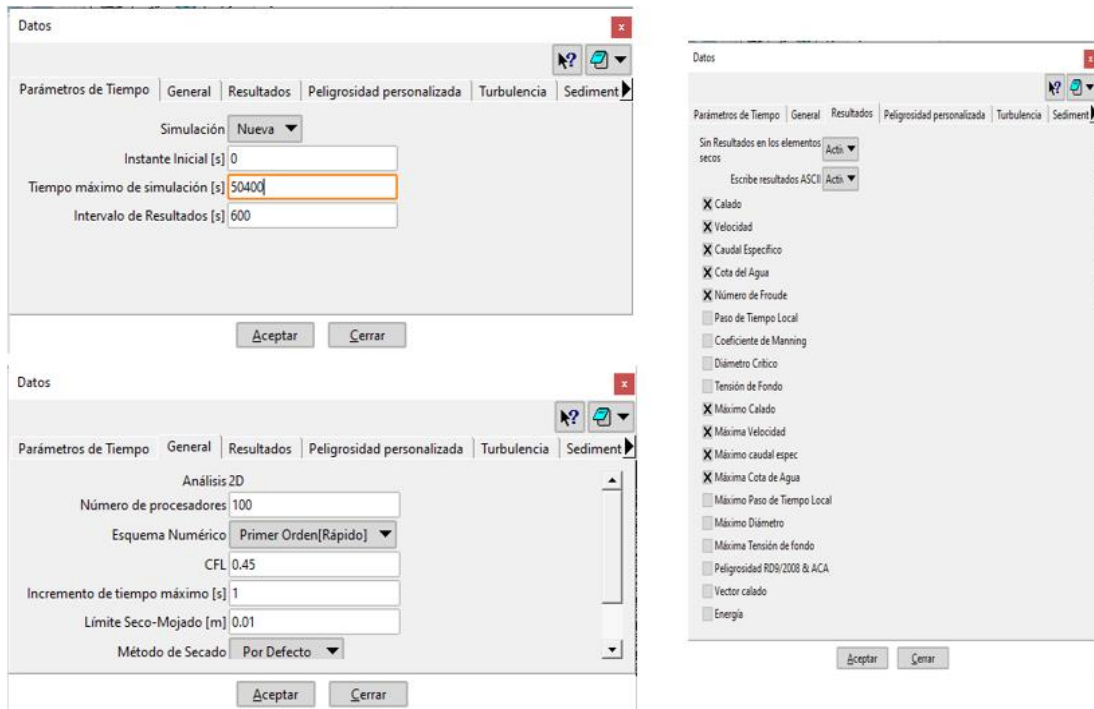 Datos
x
?
Parámetros de Tiempo General Resultados Peligrosidad personalizada Turbulencia Sediment
Simulación Nueva
Instante Inicial [s] 0
Tiempo máximo de simulación [s] 50400
Intervalo de Resultados [s] 600
Aceptar Cerrar
Datos
x
?
Parámetros de Tiempo General Resultados Peligrosidad personalizada Turbulencia Sediment
Análisis 2D
Número de procesadores 100
Esquema Numérico Primer Orden[Rápido]
CFL 0.45
Incremento de tiempo máximo [s] 1
Límite Seco-Mojado [m] 0.01
Método de Secado Por Defecto
Aceptar Cerrar
Datos
x
?
Parámetros de Tiempo General Resultados Peligrosidad personalizada Turbulencia Sediment
Sin Resultados en los elementos
secos
Escribe resultados ASCII
X Calado
X Velocidad
X Caudal Específico
X Cota del Agua
X Número de Froude
Paso de Tiempo Local
Coeficiente de Manning
Diámetro Crítico
Tensión de Fondo
X Máximo Calado
X Máxima Velocidad
X Máximo caudal espec
X Máxima Cota de Agua
Máximo Paso de Tiempo Local
Máximo Diámetro
Máxima Tensión de fondo
Peligrosidad RD9/2008 & ACA
Vector calado
Energía
Aceptar Cerrar